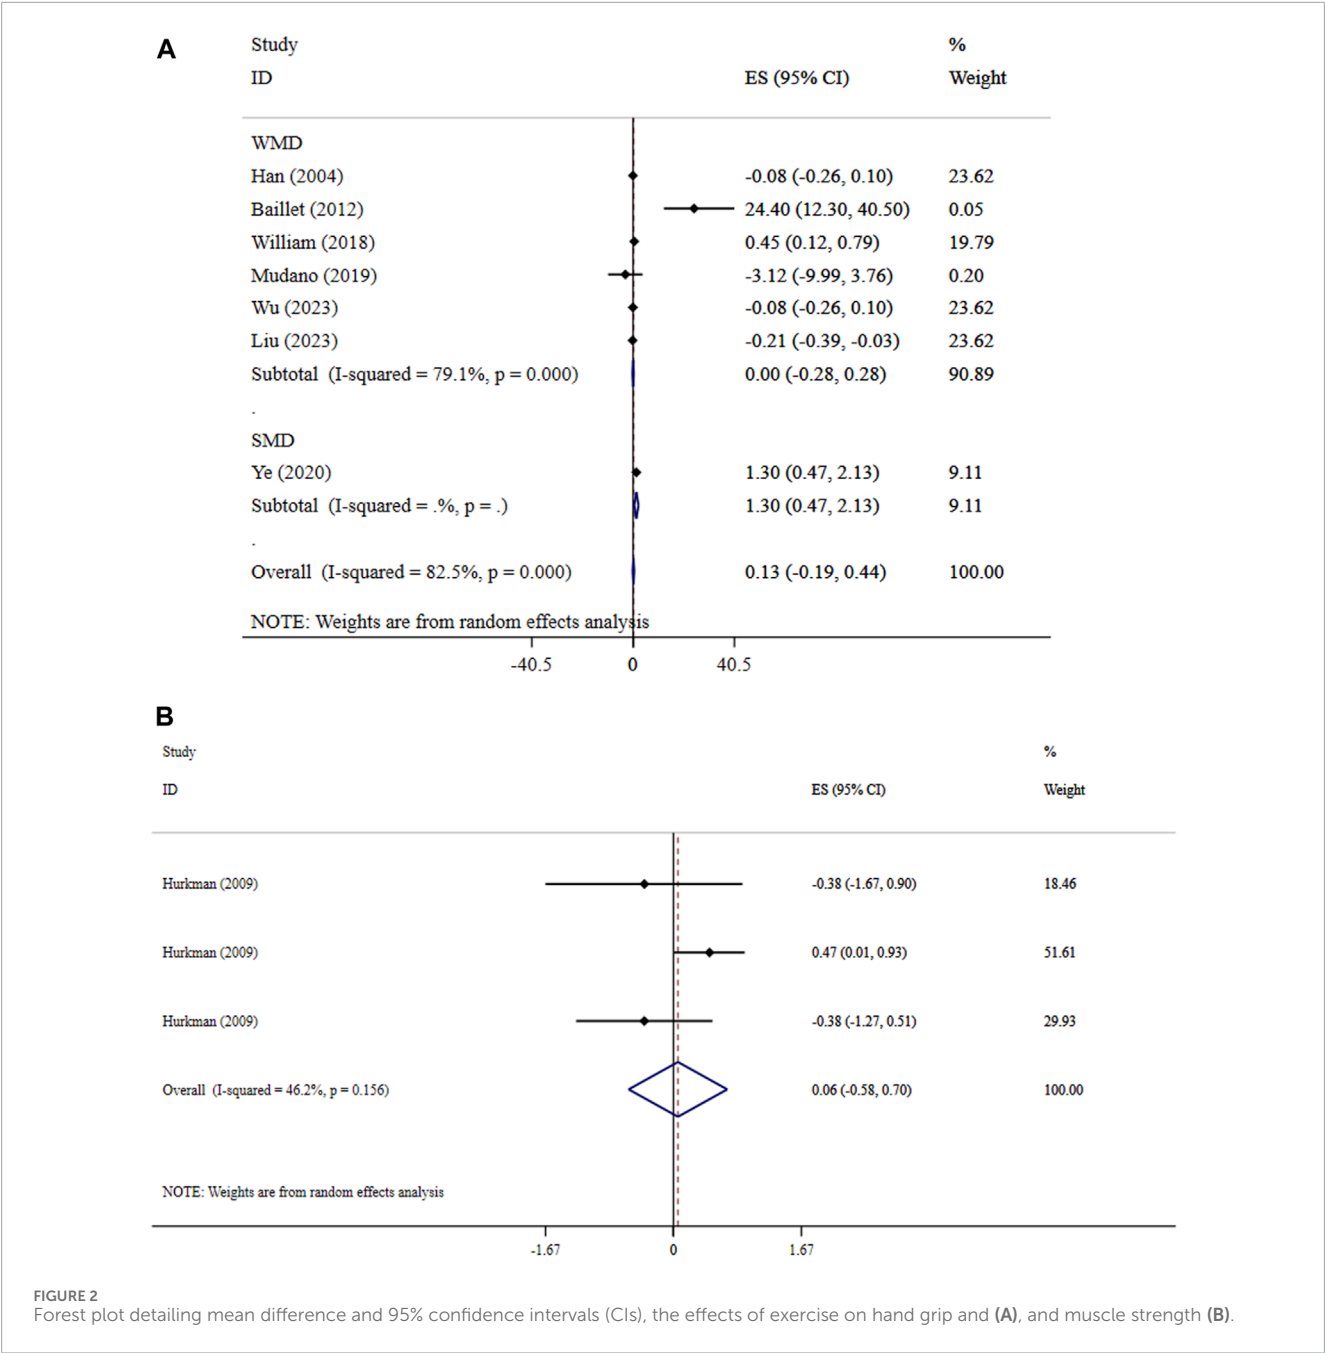 A
Study %
ID ES (95% CI) Weight
WMD
Han (2004) -0.08 (-0.26, 0.10) 23.62
Baillet (2012) 24.40 (12.30, 40.50) 0.05
William (2018) 0.45 (0.12, 0.79) 19.79
Mudano (2019) -3.12 (-9.99, 3.76) 0.20
Wu (2023) -0.08 (-0.26, 0.10) 23.62
Liu (2023) -0.21 (-0.39, -0.03) 23.62
Subtotal (I-squared = 79.1%, p = 0.000) 0.00 (-0.28, 0.28) 90.89
.
SMD
Ye (2020) 1.30 (0.47, 2.13) 9.11
Subtotal (I-squared = .%, p = .) 1.30 (0.47, 2.13) 9.11
.
Overall (I-squared = 82.5%, p = 0.000) 0.13 (-0.19, 0.44) 100.00
NOTE: Weights are from random effects analysis
-40.5 0 40.5
B
Study %
ID ES (95% CI) Weight
Hurkman (2009) -0.38 (-1.67, 0.90) 18.46
Hurkman (2009) 0.47 (0.01, 0.93) 51.61
Hurkman (2009) -0.38 (-1.27, 0.51) 29.93
Overall (I-squared = 46.2%, p = 0.156) 0.06 (-0.58, 0.70) 100.00
NOTE: Weights are from random effects analysis
-1.67 0 1.67
FIGURE 2
Forest plot detailing mean difference and 95% confidence intervals (CIs), the effects of exercise on hand grip and (A), and muscle strength (B).